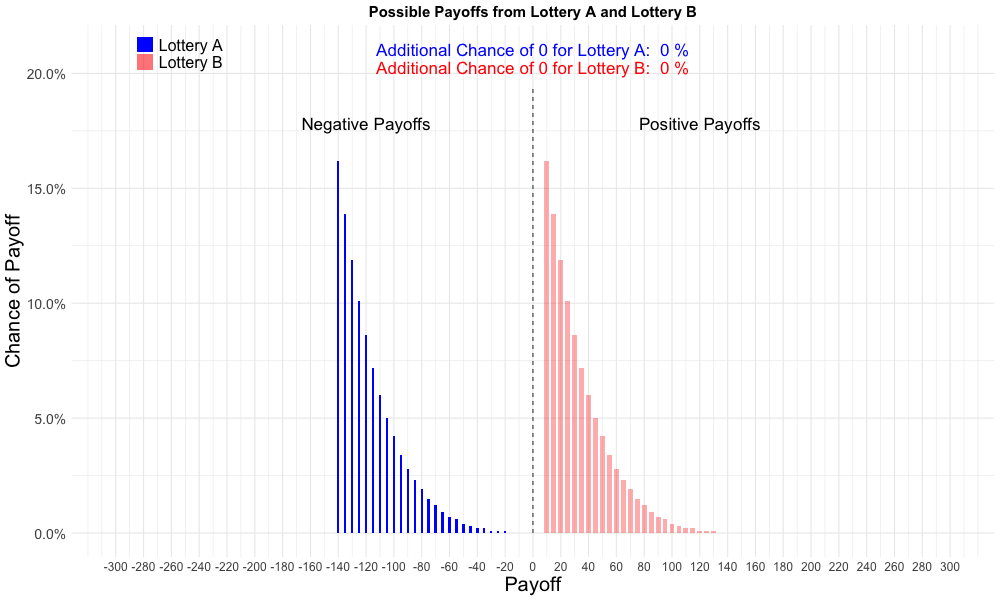 Possible Payoffs from Lottery A and Lottery B
Lottery A
Lottery B
Additional Chance of 0 for Lottery A:  0 %
Additional Chance of 0 for Lottery B:  0 %
Negative Payoffs
Positive Payoffs
Chance of Payoff
20.0%
15.0%
10.0%
5.0%
0.0%
-300 -280 -260 -240 -220 -200 -180 -160 -140 -120 -100 -80 -60 -40 -20 0 20 40 60 80 100 120 140 160 180 200 220 240 260 280 300
Payoff